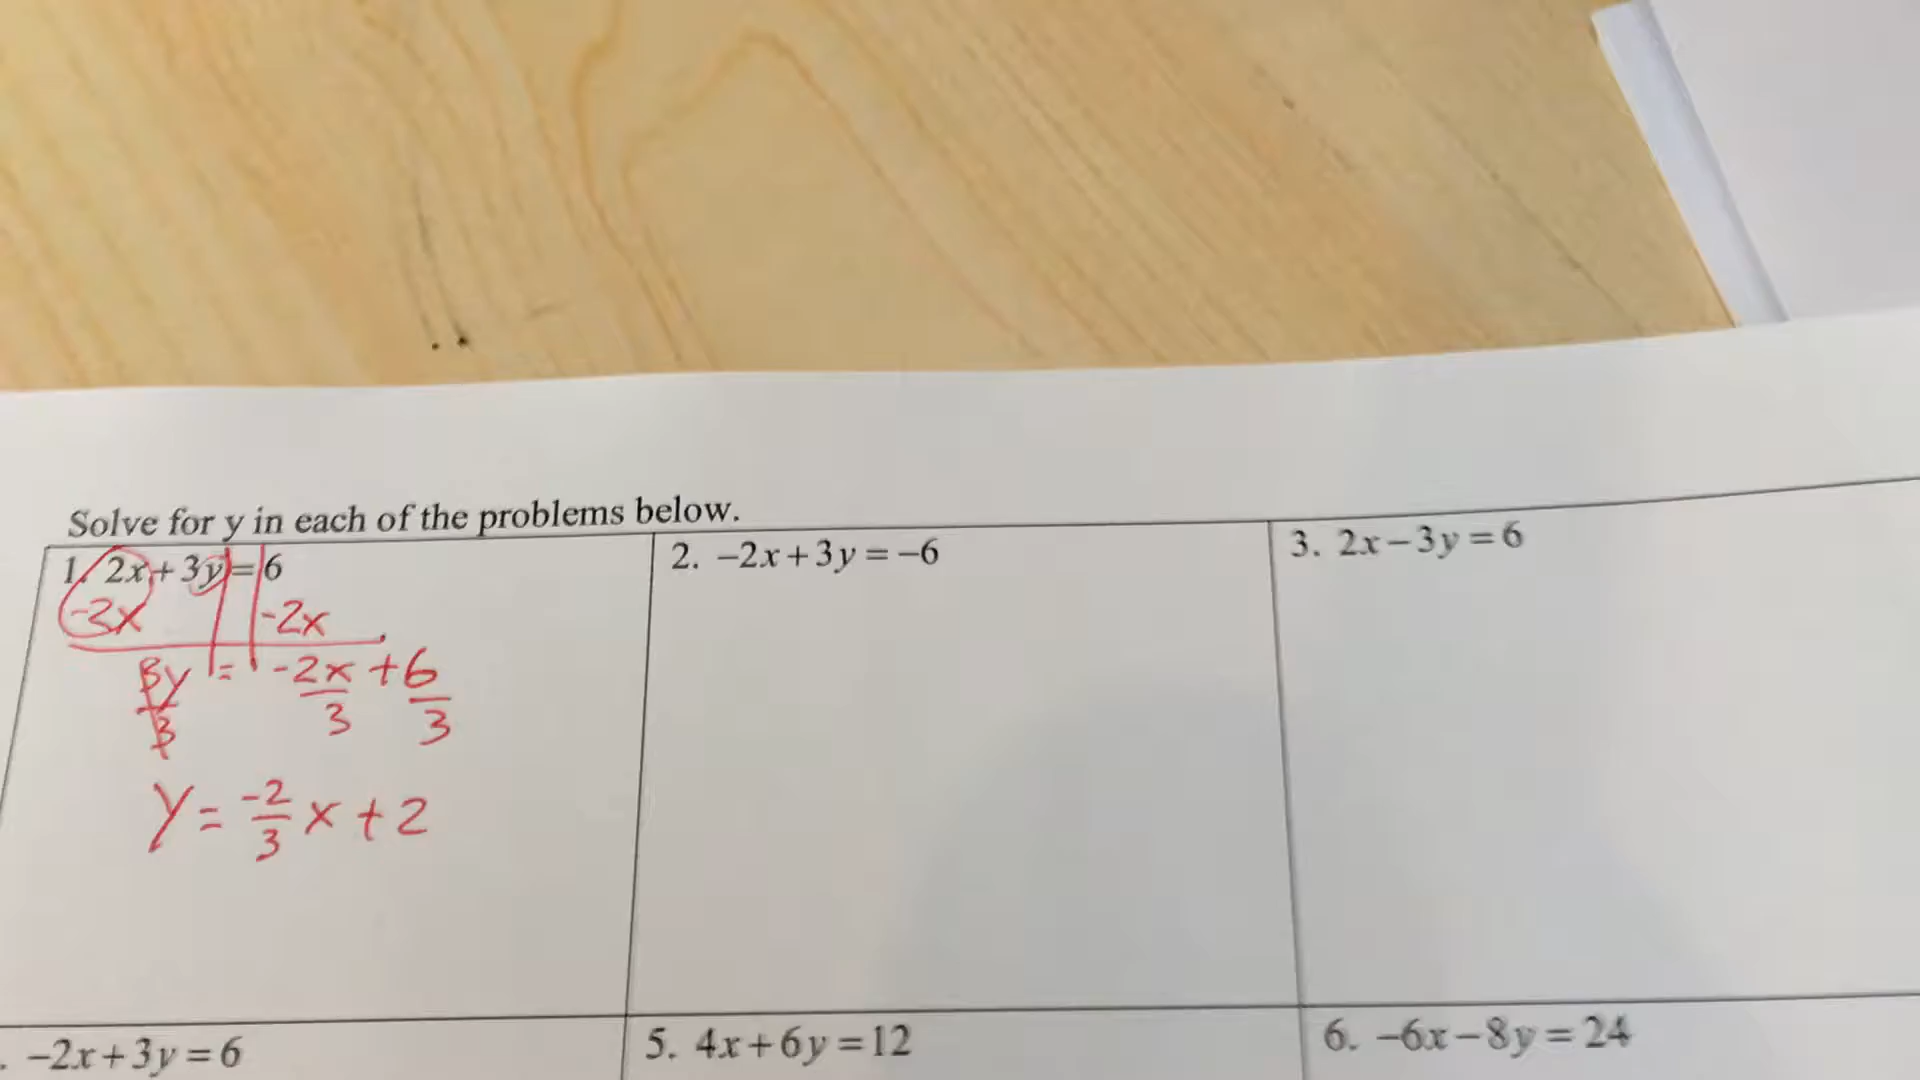 Solve for y in each of the problems below.
1. 2x+3y=6
-3x -2x
3y = -2x +6
3 3 3
y = -2/3 x + 2
2. −2x+3y=−6
3. 2x−3y=6
. −2x+3y=6
5. 4x+6y=12
6. −6x−8y=24